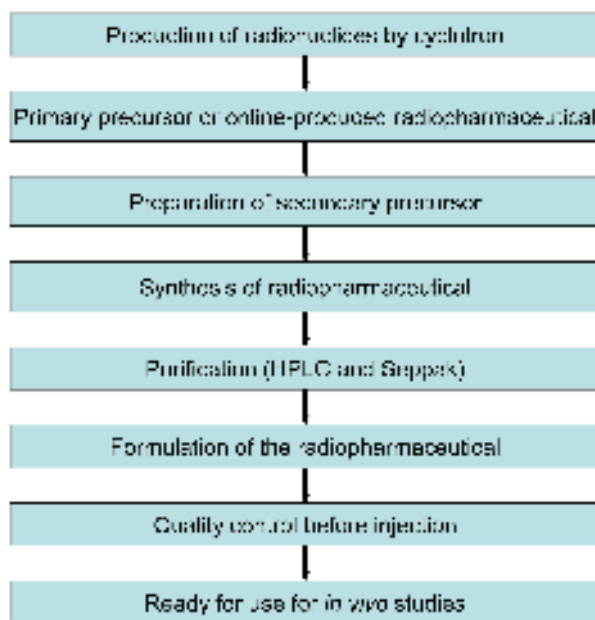 Production of radionuclides by cyclotron
Primary precursor or online-produced radiopharmaceutical
Preparation of secondary precursor
Synthesis of radiopharmaceutical
Purification (HPLC and Seppak)
Formulation of the radiopharmaceutical
Quality control before injection
Ready for use for in vivo studies